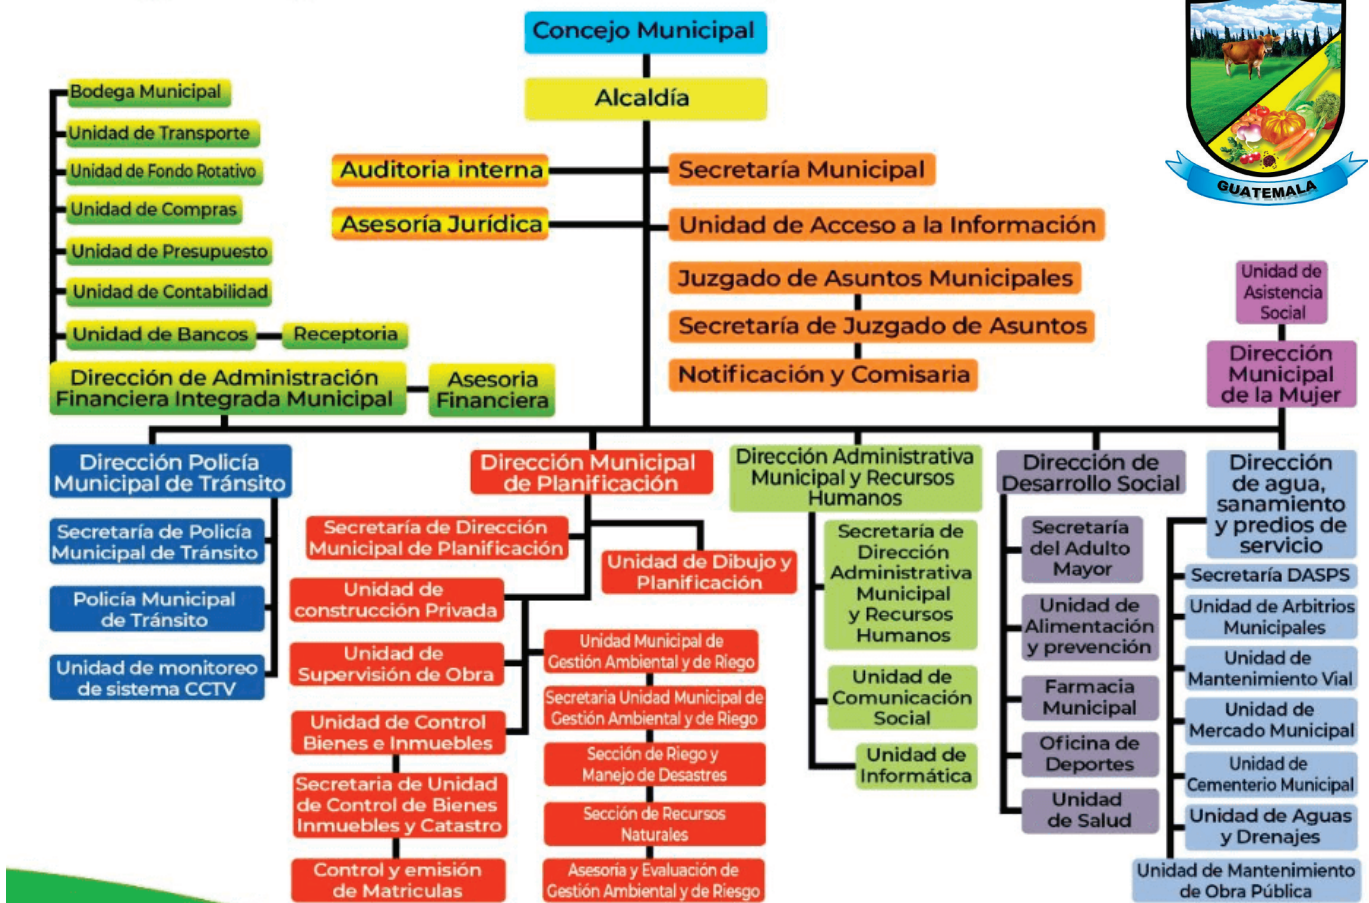 Concejo Municipal
Alcaldía
Bodega Municipal
Unidad de Transporte
Unidad de Fondo Rotativo
Unidad de Compras
Unidad de Presupuesto
Unidad de Contabilidad
Unidad de Bancos
Receptoria
Dirección de Administración
Financiera Integrada Municipal
Asesoria
Financiera
Auditoria interna
Asesoría Jurídica
Secretaría Municipal
Unidad de Acceso a la Información
Juzgado de Asuntos Municipales
Secretaría de Juzgado de Asuntos
Notificación y Comisaria
GUATEMALA
Unidad de
Asistencia
Social
Dirección
Municipal
de la Mujer
Dirección Policía
Municipal de Tránsito
Secretaría de Policía
Municipal de Tránsito
Policía Municipal
de Tránsito
Unidad de monitoreo
de sistema CCTV
Dirección Municipal
de Planificación
Secretaría de Dirección
Municipal de Planificación
Unidad de Dibujo y
Planificación
Unidad de
construcción Privada
Unidad de
Supervisión de Obra
Unidad de Control
Bienes e Inmuebles
Secretaria de Unidad
de Control de Bienes
Inmuebles y Catastro
Control y emisión
de Matriculas
Unidad Municipal de
Gestión Ambiental y de Riego
Secretaria Unidad Municipal de
Gestión Ambiental y de Riego
Sección de Riego y
Manejo de Desastres
Sección de Recursos
Naturales
Asesoría y Evaluación de
Gestión Ambiental y de Riesgo
Dirección Administrativa
Municipal y Recursos
Humanos
Secretaría de
Dirección
Administrativa
Municipal
y Recursos
Humanos
Unidad de
Comunicación
Social
Unidad de
Informática
Dirección de
Desarrollo Social
Secretaría
del Adulto
Mayor
Unidad de
Alimentación
y prevención
Farmacia
Municipal
Oficina de
Deportes
Unidad
de Salud
Dirección
de agua,
sanamiento
y predios de
servicio
Secretaría DASPS
Unidad de Arbitrios
Municipales
Unidad de
Mantenimiento Vial
Unidad de
Mercado Municipal
Unidad de
Cementerio Municipal
Unidad de Aguas
y Drenajes
Unidad de Mantenimiento
de Obra Pública